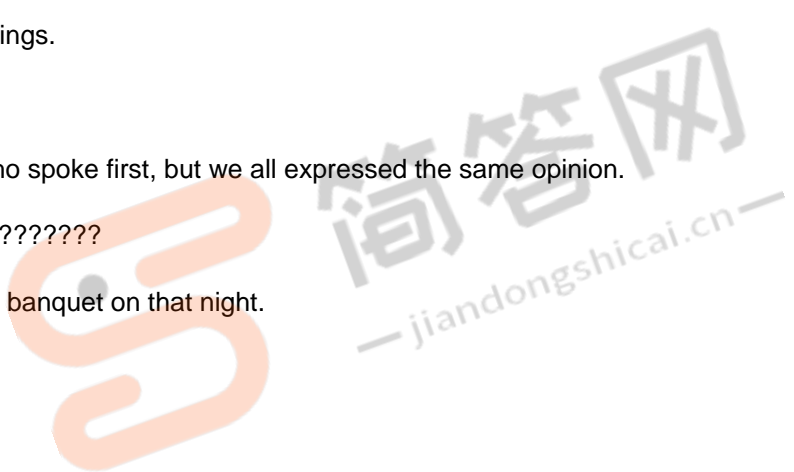 ings.
no spoke first, but we all expressed the same opinion.
???????
banquet on that night.
简答网
— jiandongshicai.cn —